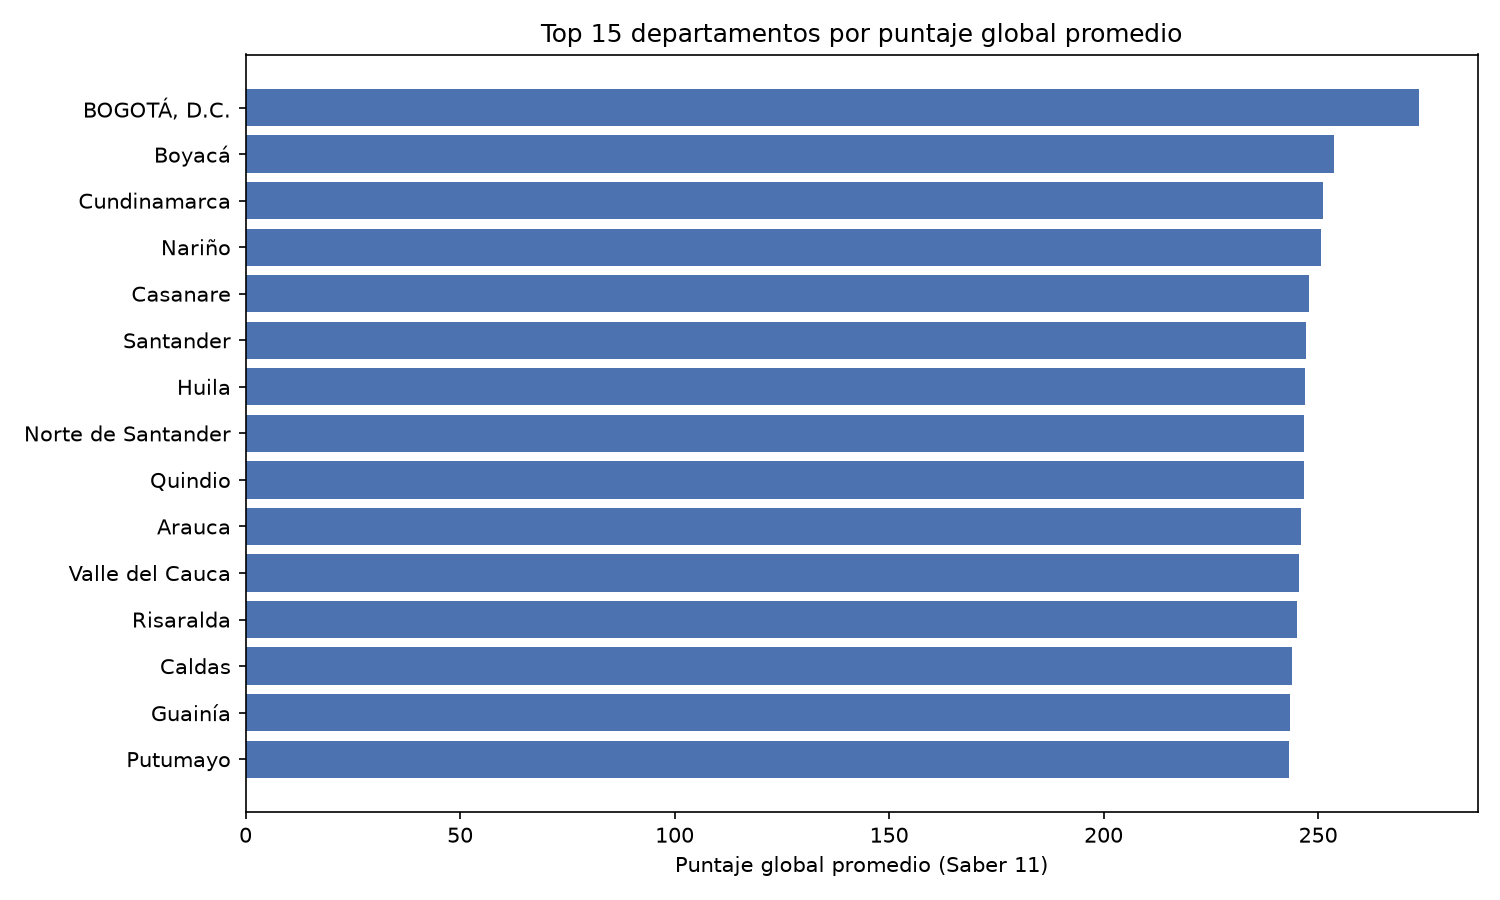 Top 15 departamentos por puntaje global promedio
BOGOTÁ, D.C.
Boyacá
Cundinamarca
Nariño
Casanare
Santander
Huila
Norte de Santander
Quindio
Arauca
Valle del Cauca
Risaralda
Caldas
Guainía
Putumayo
0 50 100 150 200 250
Puntaje global promedio (Saber 11)